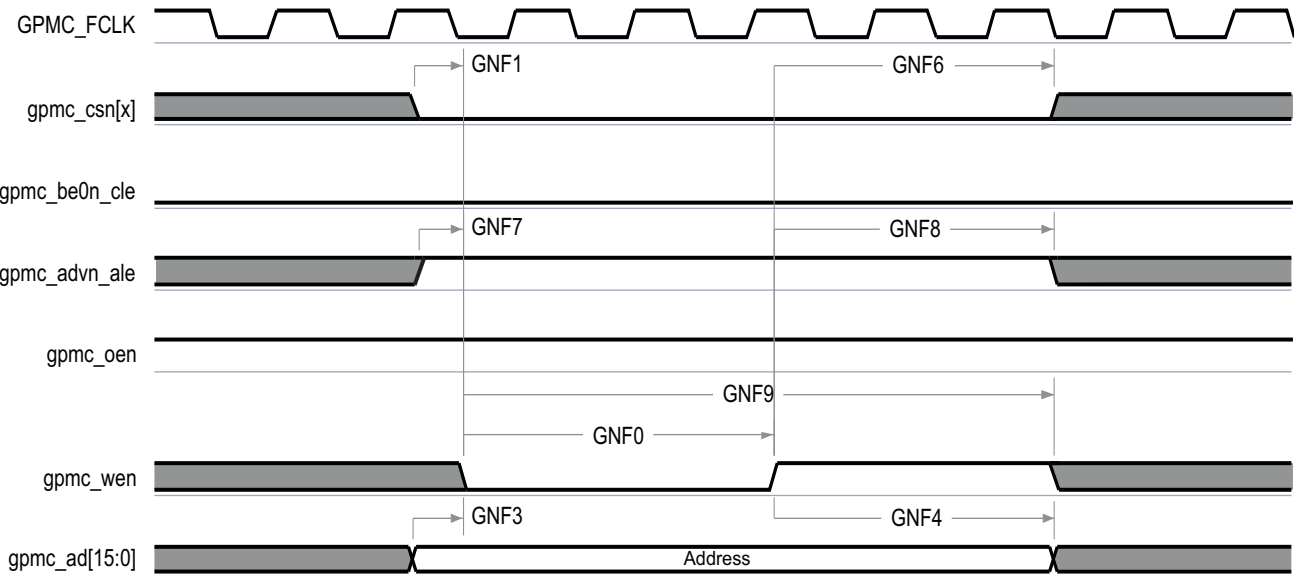 GPMC_FCLK
GNF1
GNF6
gpmc_csn[x]
gpmc_be0n_cle
GNF7
GNF8
gpmc_advn_ale
gpmc_oen
GNF9
GNF0
gpmc_wen
GNF3
GNF4
gpmc_ad[15:0]
Address